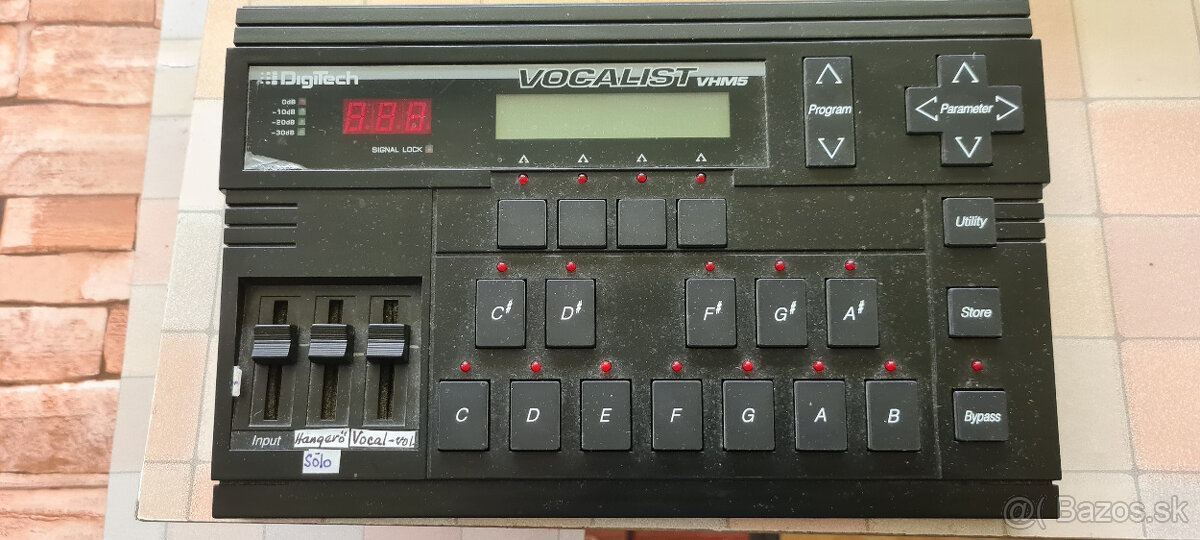 DigiTech
VOCALIST VHM5
0dB
-10dB
-20dB
-30dB
SIGNAL LOCK
Program
Parameter
Utility
C# D# F# G# A#
Store
C D E F G A B
Bypass
Input Hangerő Vocal-vol.
Sólo
@( Bazos.sk